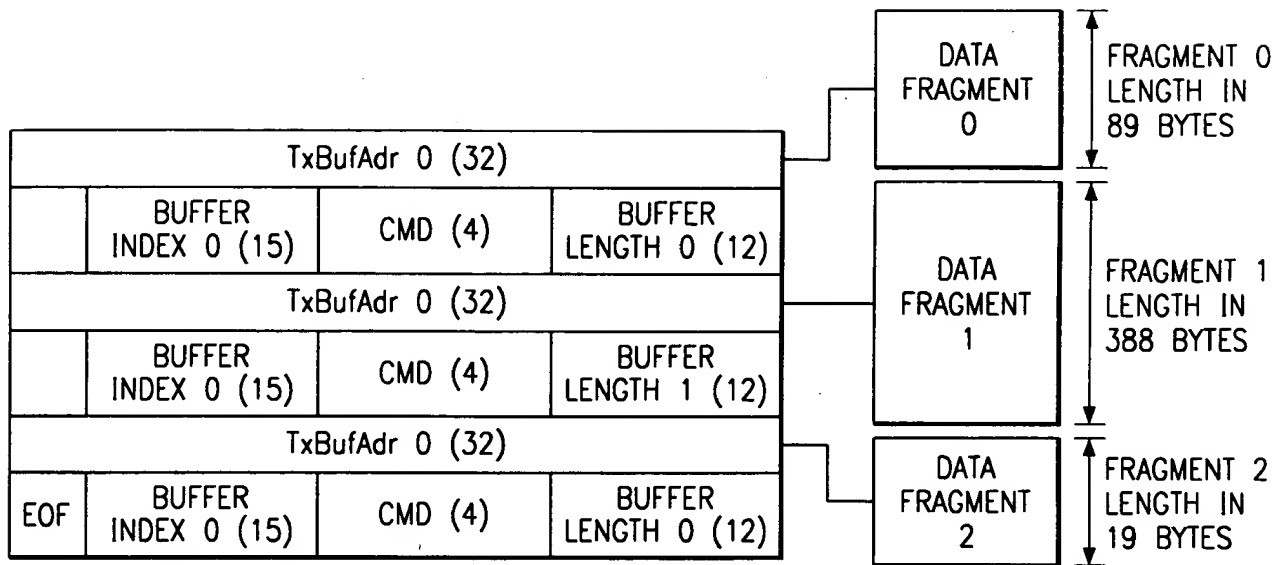 DATA
FRAGMENT
0
FRAGMENT 0
LENGTH IN
89 BYTES
TxBufAdr 0 (32)
BUFFER
INDEX 0 (15)
CMD (4)
BUFFER
LENGTH 0 (12)
TxBufAdr 0 (32)
DATA
FRAGMENT
1
FRAGMENT 1
LENGTH IN
388 BYTES
BUFFER
INDEX 0 (15)
CMD (4)
BUFFER
LENGTH 1 (12)
TxBufAdr 0 (32)
DATA
FRAGMENT
2
FRAGMENT 2
LENGTH IN
19 BYTES
EOF
BUFFER
INDEX 0 (15)
CMD (4)
BUFFER
LENGTH 0 (12)